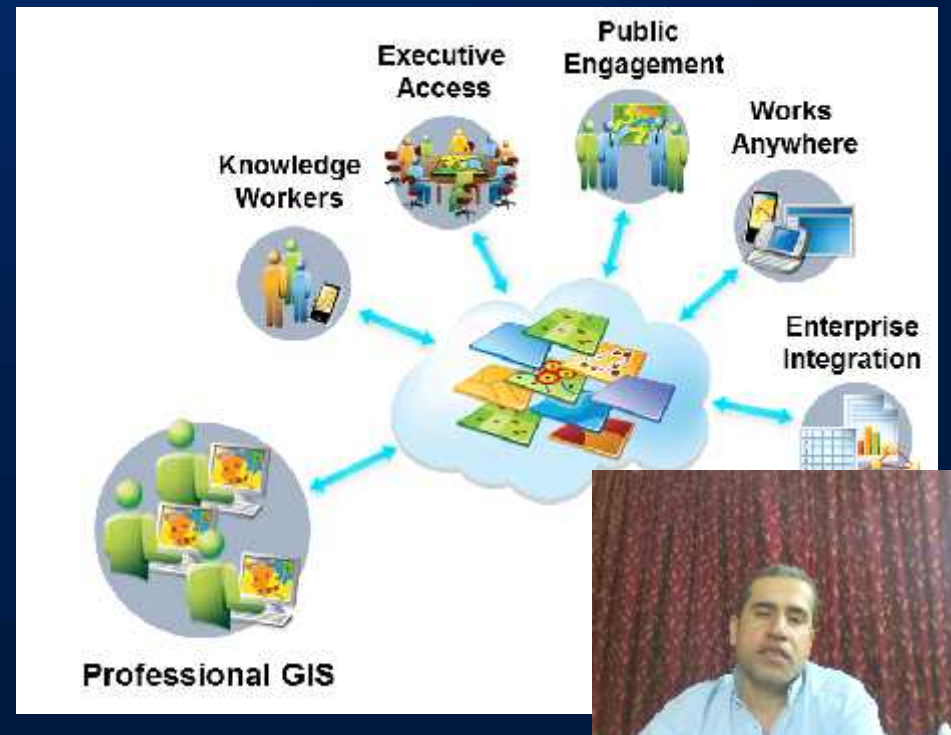 Public
Engagement
Executive
Access
Works
Anywhere
Knowledge
Workers
Enterprise
Integration
Professional GIS